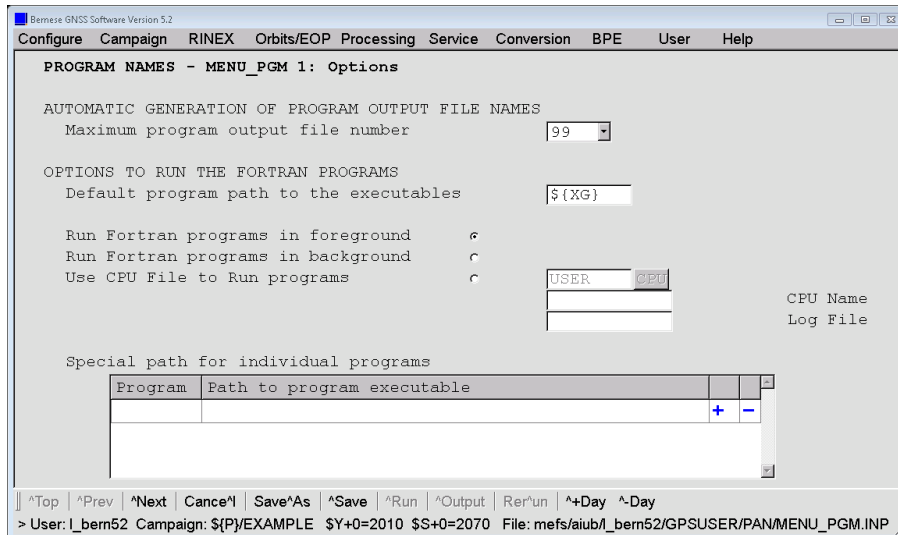 Bernese GNSS Software Version 5.2
Configure Campaign RINEX Orbits/EOP Processing Service Conversion BPE User Help
PROGRAM NAMES - MENU_PGM 1: Options
AUTOMATIC GENERATION OF PROGRAM OUTPUT FILE NAMES
Maximum program output file number 99
OPTIONS TO RUN THE FORTRAN PROGRAMS
Default program path to the executables ${XG}
Run Fortran programs in foreground
Run Fortran programs in background
Use CPU File to Run programs USER CPU
CPU Name
Log File
Special path for individual programs
Program Path to program executable
+ −
^Top ^Prev ^Next Cance^l Save^As ^Save ^Run ^Output Rer^un ^+Day ^-Day
> User: l_bern52 Campaign: ${P}/EXAMPLE $Y+0=2010 $S+0=2070 File: mefs/aiub/l_bern52/GPSUSER/PAN/MENU_PGM.INP